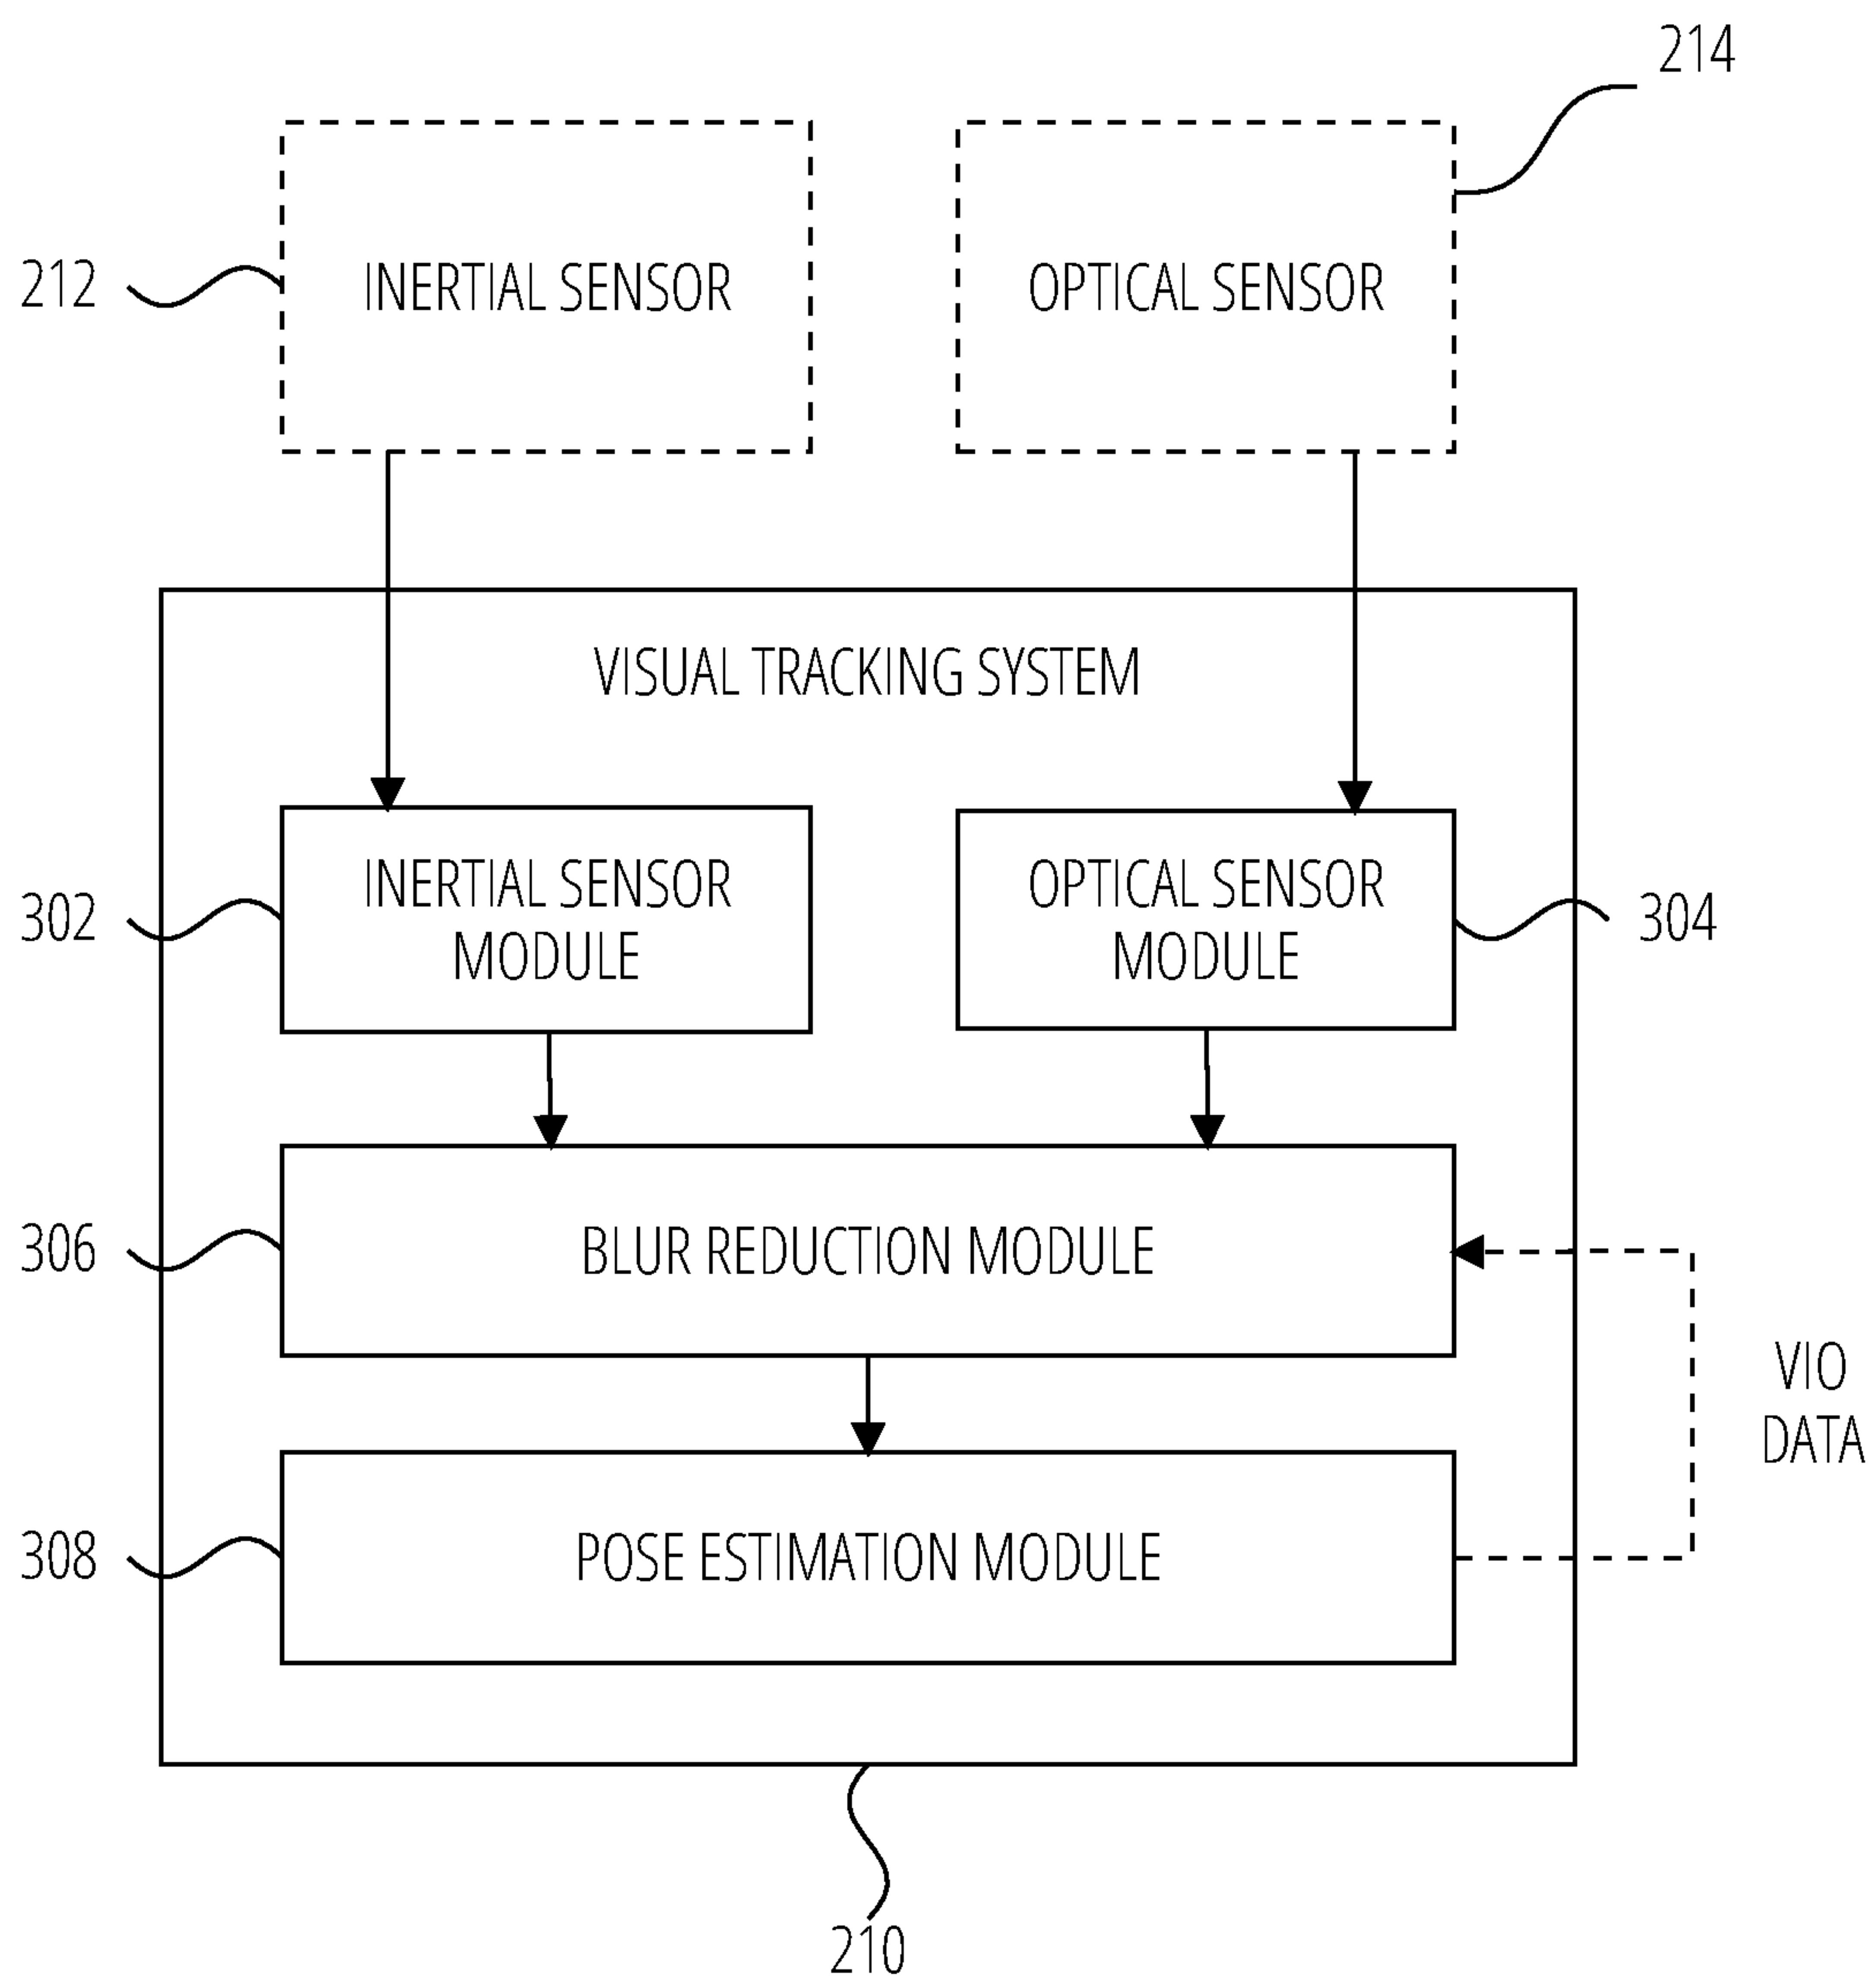 214
212
INERTIAL SENSOR
OPTICAL SENSOR
VISUAL TRACKING SYSTEM
302
INERTIAL SENSOR
MODULE
OPTICAL SENSOR
MODULE
304
306
BLUR REDUCTION MODULE
VIO
DATA
308
POSE ESTIMATION MODULE
210